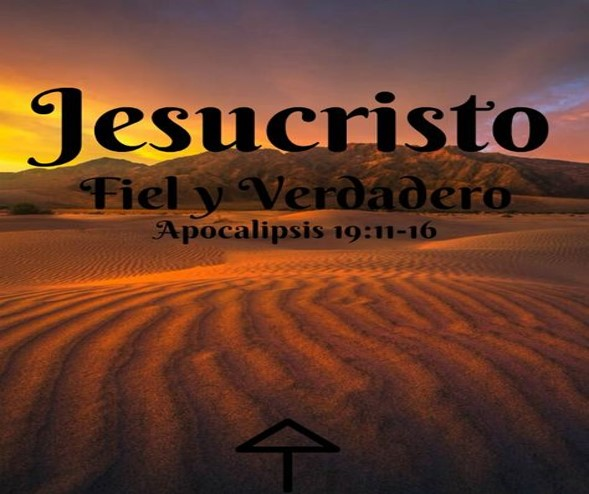 Jesucristo
Fiel y Verdadero
Apocalipsis 19:11-16